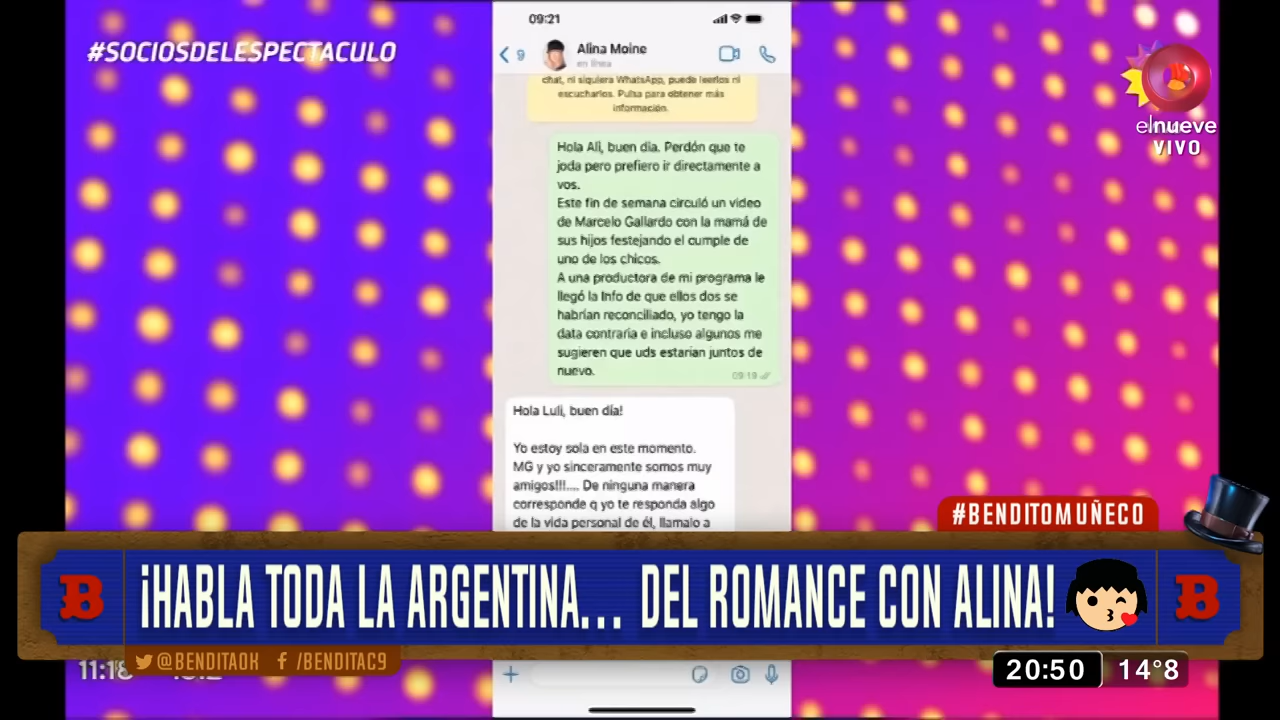 #SOCIOSDELESPECTACULO
09:21
9
Alina Moine
en línea
chat, ni siquiera WhatsApp, puede leerlos ni
escucharlos. Pulsa para obtener más
información.
Hola Ali, buen día. Perdón que te
joda pero prefiero ir directamente a
vos.
Este fin de semana circuló un video
de Marcelo Gallardo con la mamá de
sus hijos festejando el cumple de
uno de los chicos.
A una productora de mi programa le
llegó la Info de que ellos dos se
habrían reconciliado, yo tengo la
data contraria e incluso algunos me
sugieren que uds estarían juntos de
nuevo.
09:19
Hola Luli, buen día!
Yo estoy sola en este momento.
MG y yo sinceramente somos muy
amigos!!!.... De ninguna manera
corresponde q yo te responda algo
de la vida personal de él, llamalo a
elnueve
VIVO
#BENDITOMUÑECO
B
¡HABLA TODA LA ARGENTINA... DEL ROMANCE CON ALINA!
B
11:18
@BENDITAOK /BENDITAC9
20:50 14°8